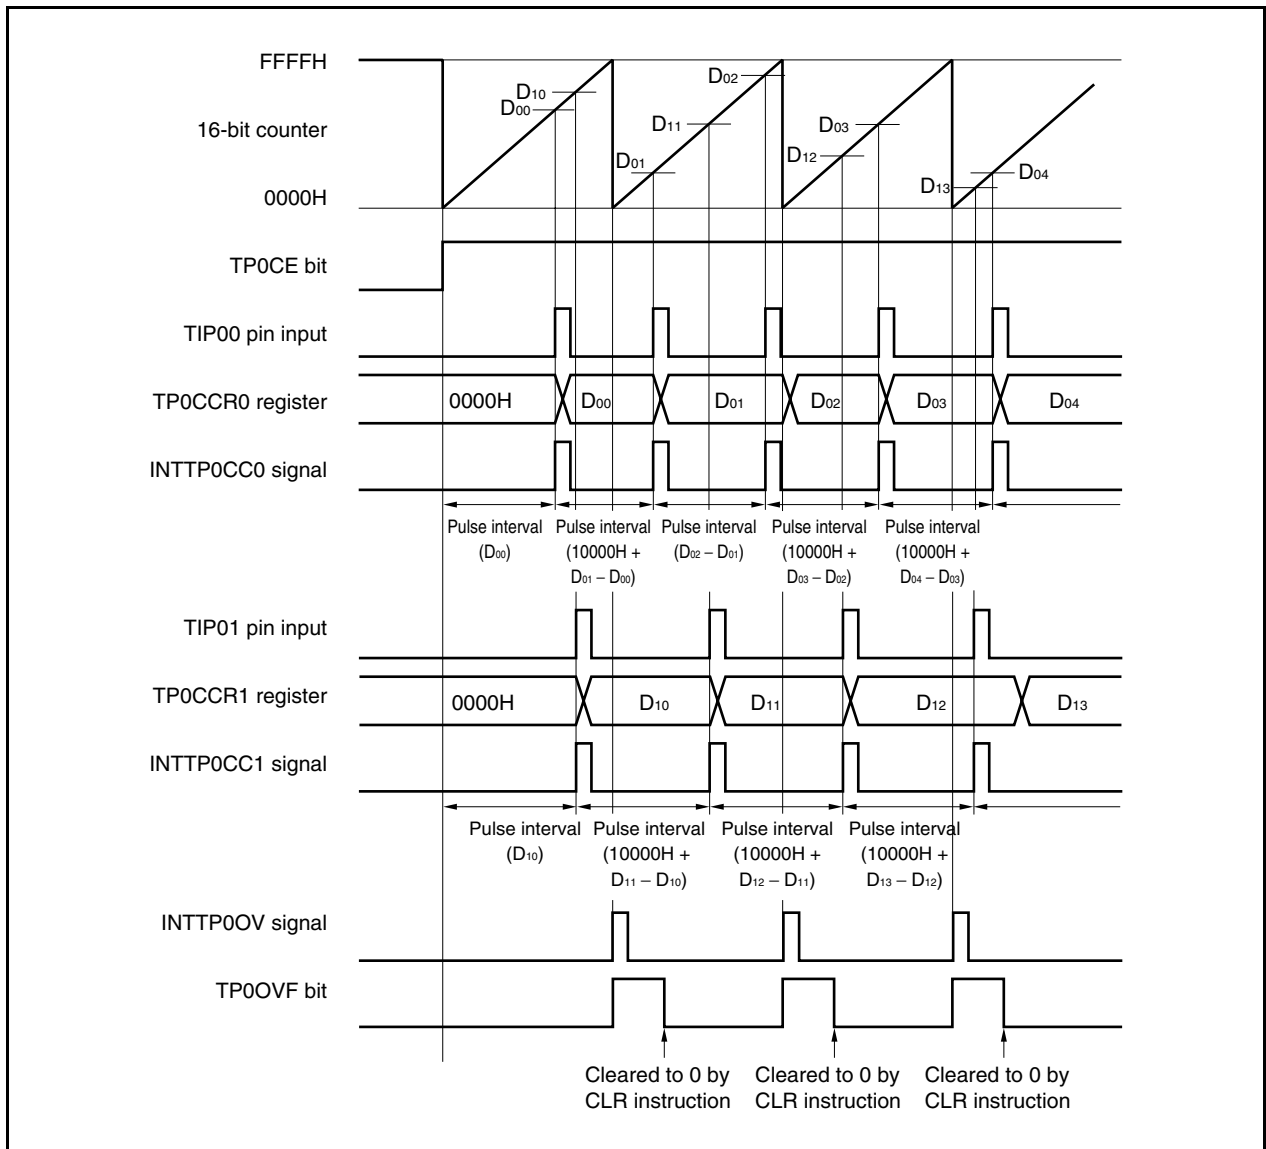 FFFFH
D02
D10
D00
16-bit counter
D11
D03
D01
D12
D13
D04
0000H
TP0CE bit
TIP00 pin input
TP0CCR0 register
0000H
D00
D01
D02
D03
D04
INTTP0CC0 signal
Pulse interval
(D00)
Pulse interval
(10000H +
D01 – D00)
Pulse interval
(D02 – D01)
Pulse interval
(10000H +
D03 – D02)
Pulse interval
(10000H +
D04 – D03)
TIP01 pin input
TP0CCR1 register
0000H
D10
D11
D12
D13
INTTP0CC1 signal
Pulse interval
(D10)
Pulse interval
(10000H +
D11 – D10)
Pulse interval
(10000H +
D12 – D11)
Pulse interval
(10000H +
D13 – D12)
INTTP0OV signal
TP0OVF bit
Cleared to 0 by
CLR instruction
Cleared to 0 by
CLR instruction
Cleared to 0 by
CLR instruction